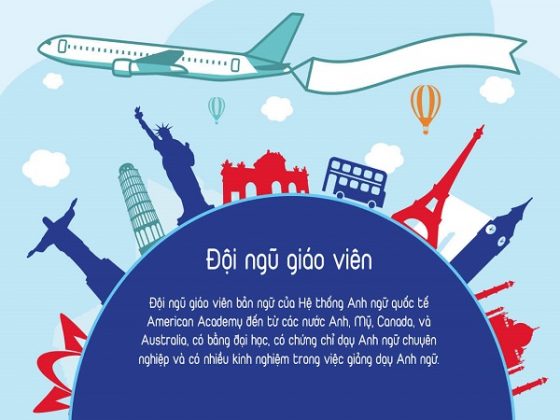 Đội ngũ giáo viên
Đội ngũ giáo viên bản ngữ của Hệ thống Anh ngữ quốc tế
American Academy đến từ các nước Anh, Mỹ, Canada, và
Australia, có bằng đại học, có chứng chỉ dạy Anh ngữ chuyên
nghiệp và có nhiều kinh nghiệm trong việc giảng dạy Anh ngữ.